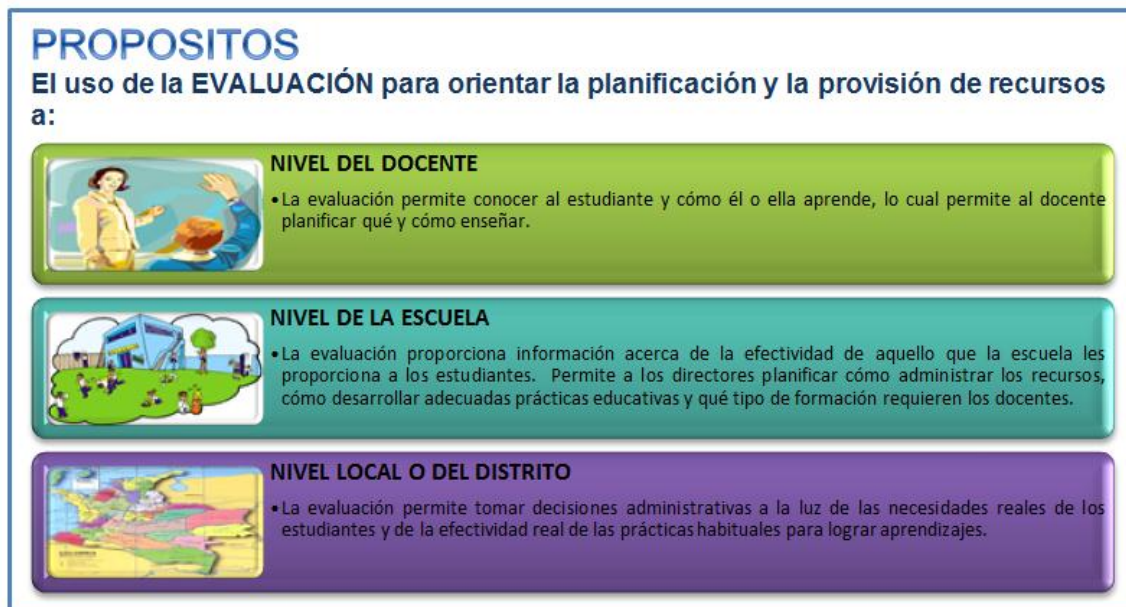 PROPOSITOS
El uso de la EVALUACIÓN para orientar la planificación y la provisión de recursos
a:
NIVEL DEL DOCENTE
•La evaluación permite conocer al estudiante y cómo él o ella aprende, lo cual permite al docente
planificar qué y cómo enseñar.
NIVEL DE LA ESCUELA
•La evaluación proporciona información acerca de la efectividad de aquello que la escuela les
proporciona a los estudiantes. Permite a los directores planificar cómo administrar los recursos,
cómo desarrollar adecuadas prácticas educativas y qué tipo de formación requieren los docentes.
NIVEL LOCAL O DEL DISTRITO
•La evaluación permite tomar decisiones administrativas a la luz de las necesidades reales de los
estudiantes y de la efectividad real de las prácticas habituales para lograr aprendizajes.